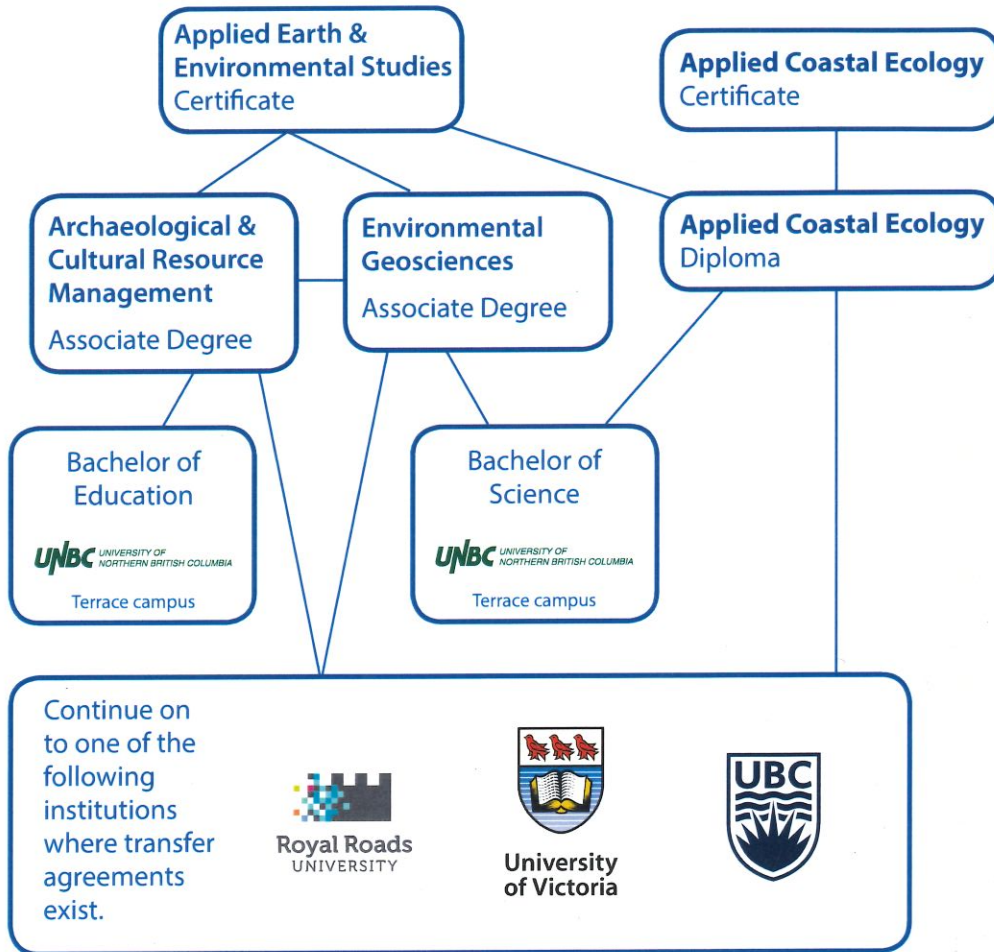 Applied Earth &
Environmental Studies
Certificate
Applied Coastal Ecology
Certificate
Archaeological &
Cultural Resource
Management
Associate Degree
Environmental
Geosciences
Associate Degree
Applied Coastal Ecology
Diploma
Bachelor of
Education
UNBC UNIVERSITY OF
NORTHERN BRITISH COLUMBIA
Terrace campus
Bachelor of
Science
UNBC UNIVERSITY OF
NORTHERN BRITISH COLUMBIA
Terrace campus
Continue on
to one of the
following
institutions
where transfer
agreements
exist.
Royal Roads
UNIVERSITY
University
of Victoria
UBC